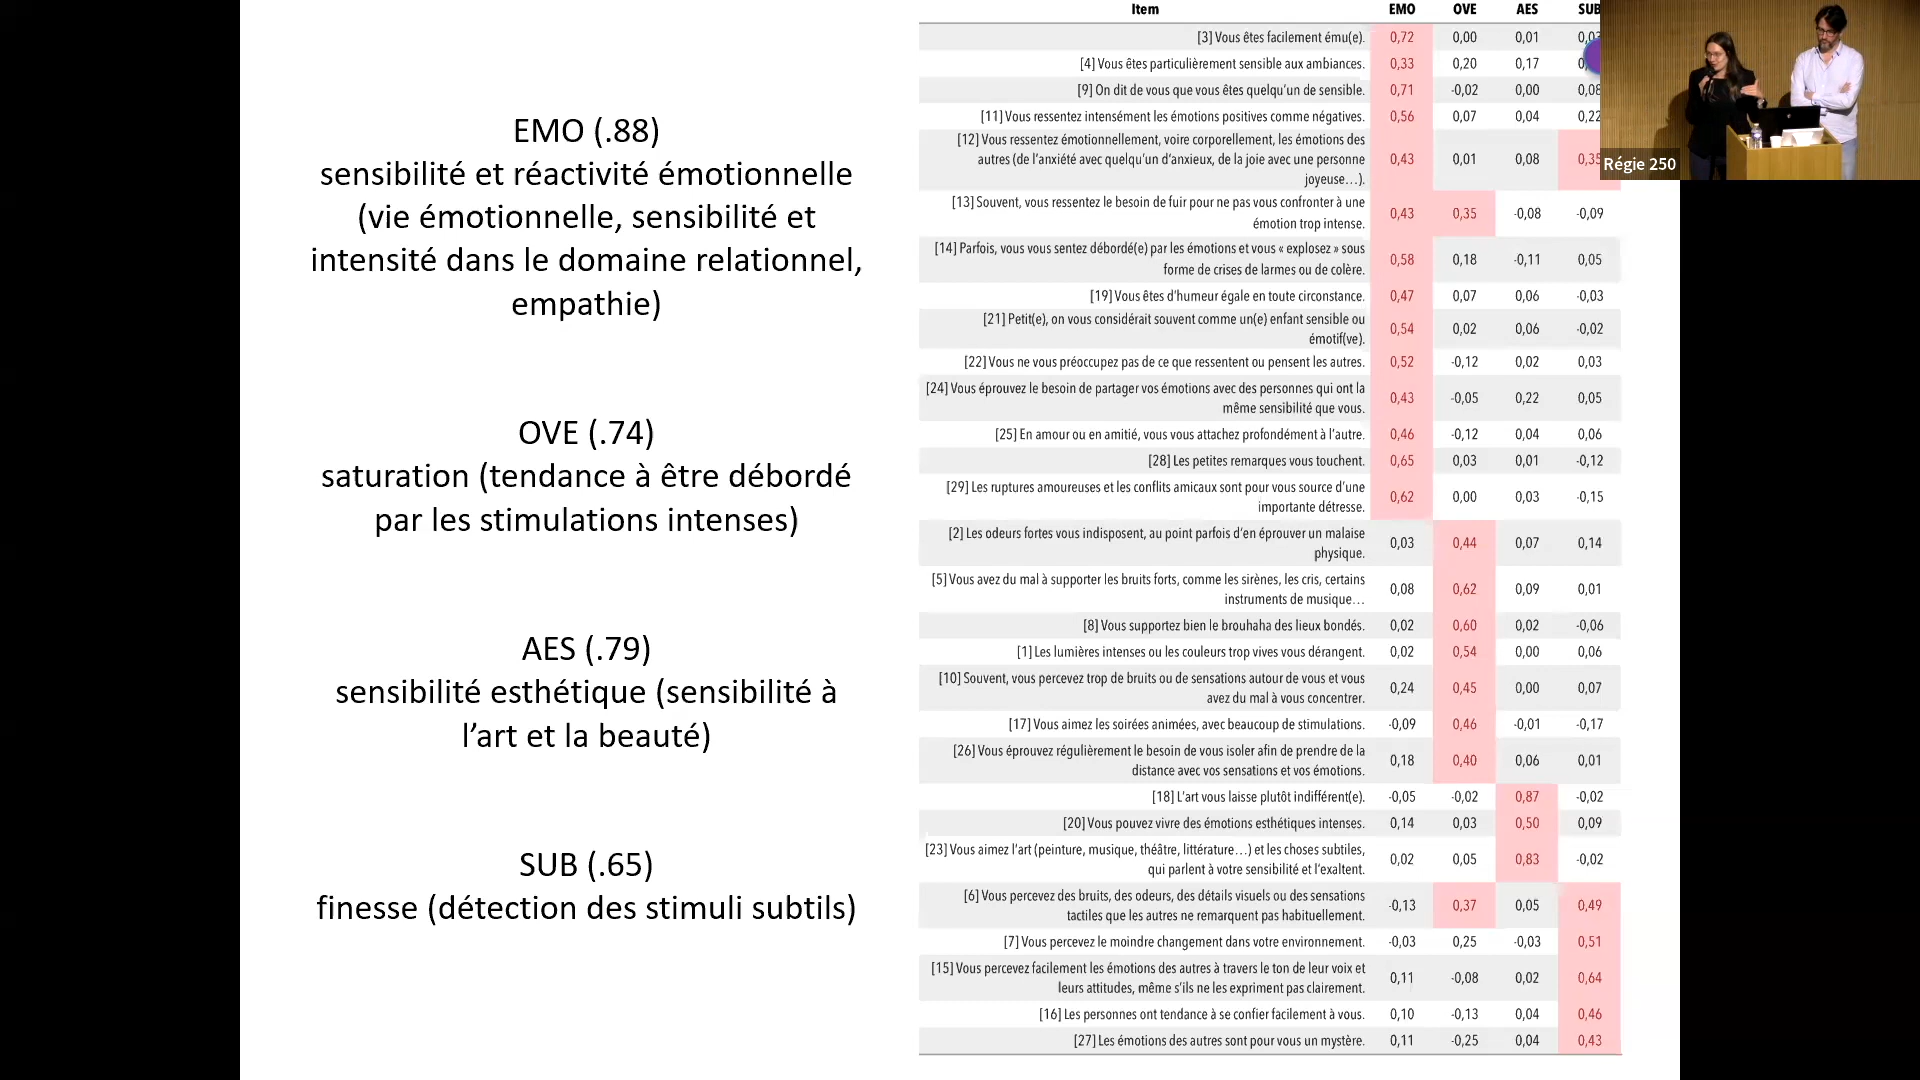 EMO (.88)
sensibilité et réactivité émotionnelle
(vie émotionnelle, sensibilité et
intensité dans le domaine relationnel,
empathie)
OVE (.74)
saturation (tendance à être débordé
par les stimulations intenses)
AES (.79)
sensibilité esthétique (sensibilité à
l’art et la beauté)
SUB (.65)
finesse (détection des stimuli subtils)
Item EMO OVE AES SUB
[3] Vous êtes facilement ému(e). 0,72 0,00 0,01
[4] Vous êtes particulièrement sensible aux ambiances. 0,33 0,20 0,17
[9] On dit de vous que vous êtes quelqu’un de sensible. 0,71 -0,02 0,00 0,08
[11] Vous ressentez intensément les émotions positives comme négatives. 0,56 0,07 0,04 0,22
[12] Vous ressentez émotionnellement, voire corporellement, les émotions des
autres (de l’anxiété avec quelqu’un d’anxieux, de la joie avec une personne 0,43 0,01 0,08 0,35
joyeuse…).
[13] Souvent, vous ressentez le besoin de fuir pour ne pas vous confronter à une
émotion trop intense. 0,43 0,35 -0,08 -0,09
[14] Parfois, vous vous sentez débordé(e) par les émotions et vous « explosez » sous
forme de crises de larmes ou de colère. 0,58 0,18 -0,11 0,05
[19] Vous êtes d’humeur égale en toute circonstance. 0,47 0,07 0,06 -0,03
[21] Petit(e), on vous considérait souvent comme un(e) enfant sensible ou
émotif(ve). 0,54 0,02 0,06 -0,02
[22] Vous ne vous préoccupez pas de ce que ressentent ou pensent les autres. 0,52 -0,12 0,02 0,03
[24] Vous éprouvez le besoin de partager vos émotions avec des personnes qui ont la
même sensibilité que vous. 0,43 -0,05 0,22 0,05
[25] En amour ou en amitié, vous vous attachez profondément à l’autre. 0,46 -0,12 0,04 0,06
[28] Les petites remarques vous touchent. 0,65 0,03 0,01 -0,12
[29] Les ruptures amoureuses et les conflits amicaux sont pour vous source d’une
importante détresse. 0,62 0,00 0,03 -0,15
[2] Les odeurs fortes vous indisposent, au point parfois d’en éprouver un malaise
physique. 0,03 0,44 0,07 0,14
[5] Vous avez du mal à supporter les bruits forts, comme les sirènes, les cris, certains
instruments de musique… 0,08 0,62 0,09 0,01
[8] Vous supportez bien le brouhaha des lieux bondés. 0,02 0,60 0,02 -0,06
[1] Les lumières intenses ou les couleurs trop vives vous dérangent. 0,02 0,54 0,00 0,06
[10] Souvent, vous percevez trop de bruits ou de sensations autour de vous et vous
avez du mal à vous concentrer. 0,24 0,45 0,00 0,07
[17] Vous aimez les soirées animées, avec beaucoup de stimulations. -0,09 0,46 -0,01 -0,17
[26] Vous éprouvez régulièrement le besoin de vous isoler afin de prendre de la
distance avec vos sensations et vos émotions. 0,18 0,40 0,06 0,01
[18] L’art vous laisse plutôt indifférent(e). -0,05 -0,02 0,87 -0,02
[20] Vous pouvez vivre des émotions esthétiques intenses. 0,14 0,03 0,50 0,09
[23] Vous aimez l’art (peinture, musique, théâtre, littérature…) et les choses subtiles,
qui parlent à votre sensibilité et l’exaltent. 0,02 0,05 0,83 -0,02
[6] Vous percevez des bruits, des odeurs, des détails visuels ou des sensations
tactiles que les autres ne remarquent pas habituellement. -0,13 0,37 0,05 0,49
[7] Vous percevez le moindre changement dans votre environnement. -0,03 0,25 -0,03 0,51
[15] Vous percevez facilement les émotions des autres à travers le ton de leur voix et
leurs attitudes, même s’ils ne les expriment pas clairement. 0,11 -0,08 0,02 0,64
[16] Les personnes ont tendance à se confier facilement à vous. 0,10 -0,13 0,04 0,46
[27] Les émotions des autres sont pour vous un mystère. 0,11 -0,25 0,04 0,43
Régie 250